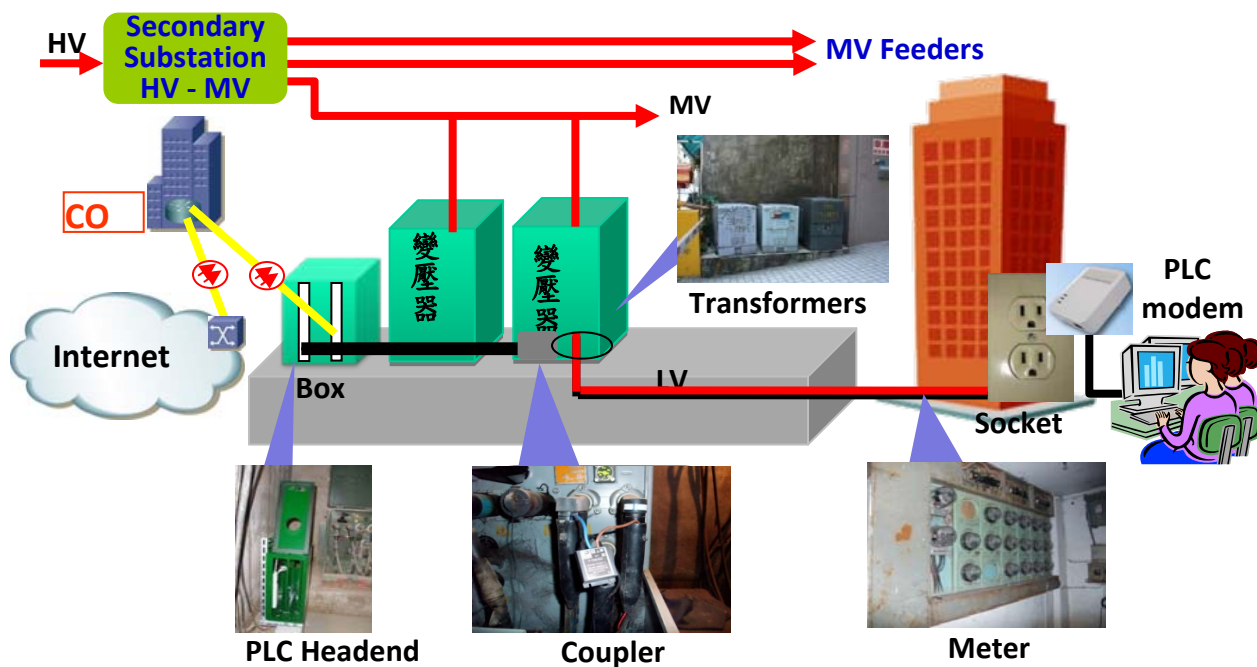 HV
Secondary
Substation
HV - MV
MV Feeders
MV
CO
變壓器
變壓器
Transformers
PLC
modem
Internet
Box
LV
Socket
PLC Headend
Coupler
Meter